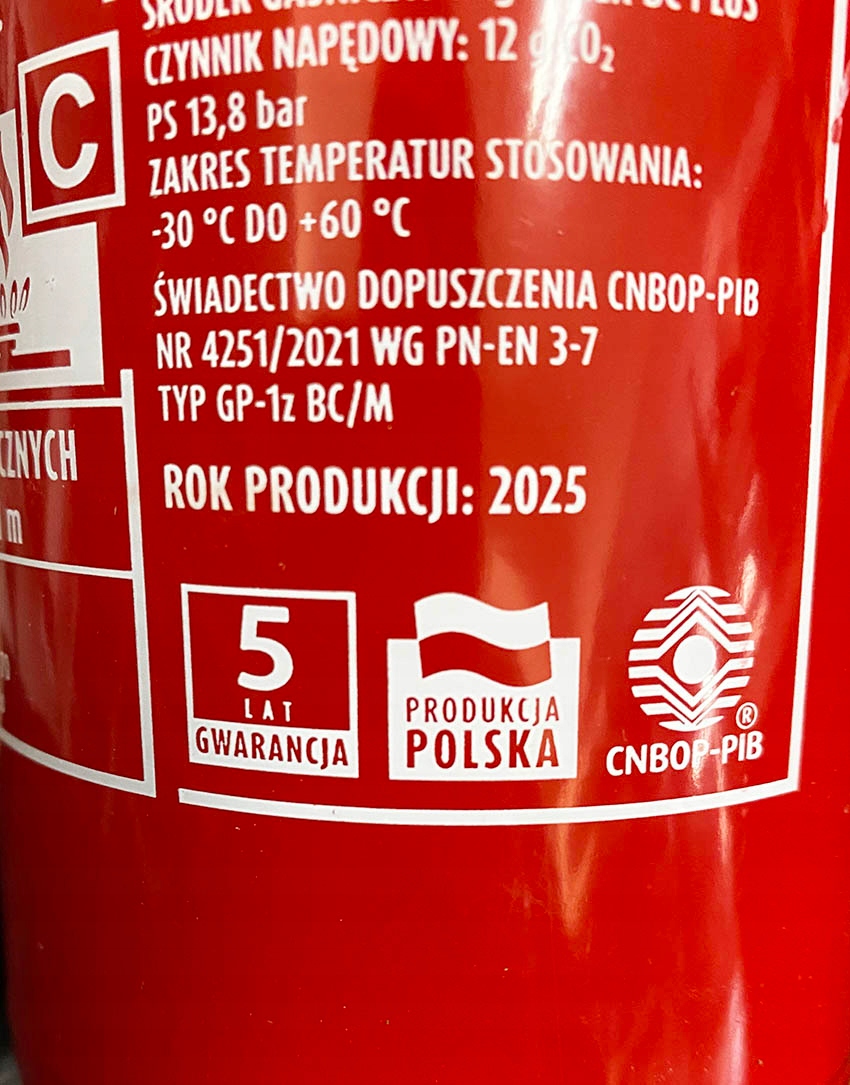 C
CZYNNIK NAPĘDOWY: 12 g CO₂
PS 13,8 bar
ZAKRES TEMPERATUR STOSOWANIA:
-30 °C DO +60 °C
ŚWIADECTWO DOPUSZCZENIA CNBOP-PIB
NR 4251/2021 WG PN-EN 3-7
TYP GP-1z BC/M
CZNYCH
m
ROK PRODUKCJI: 2025
5
LAT
GWARANCJA
PRODUKCJA
POLSKA
®
CNBOP-PIB